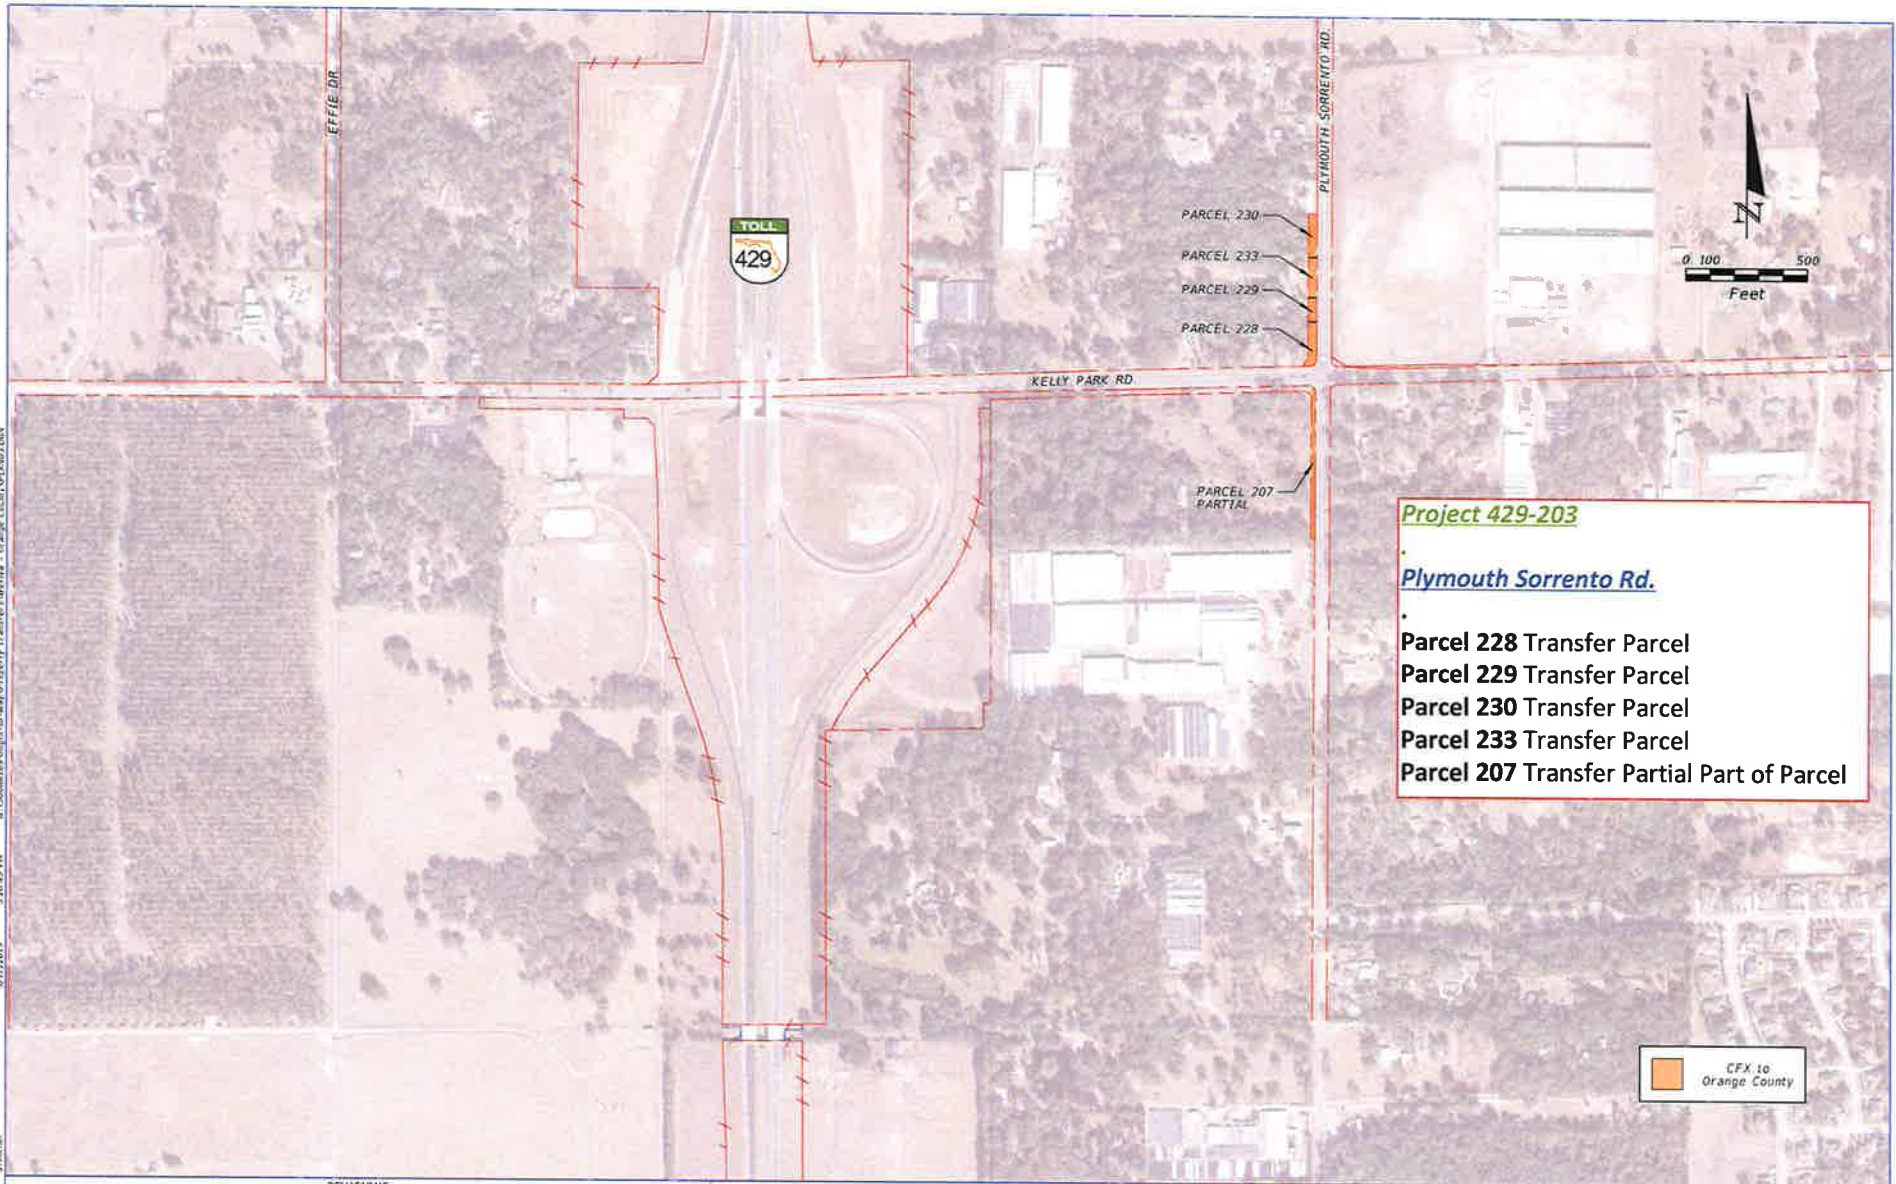 EFFIE DR.
PLYMOUTH SORRENTO RD.
TOLL
429
PARCEL 230
PARCEL 233
PARCEL 229
PARCEL 228
N
0 100 500
Feet
KELLY PARK RD
PARCEL 207
PARTIAL
Project 429-203
.
Plymouth Sorrento Rd.
.
Parcel 228 Transfer Parcel
Parcel 229 Transfer Parcel
Parcel 230 Transfer Parcel
Parcel 233 Transfer Parcel
Parcel 207 Transfer Partial Part of Parcel
CFX to
Orange County